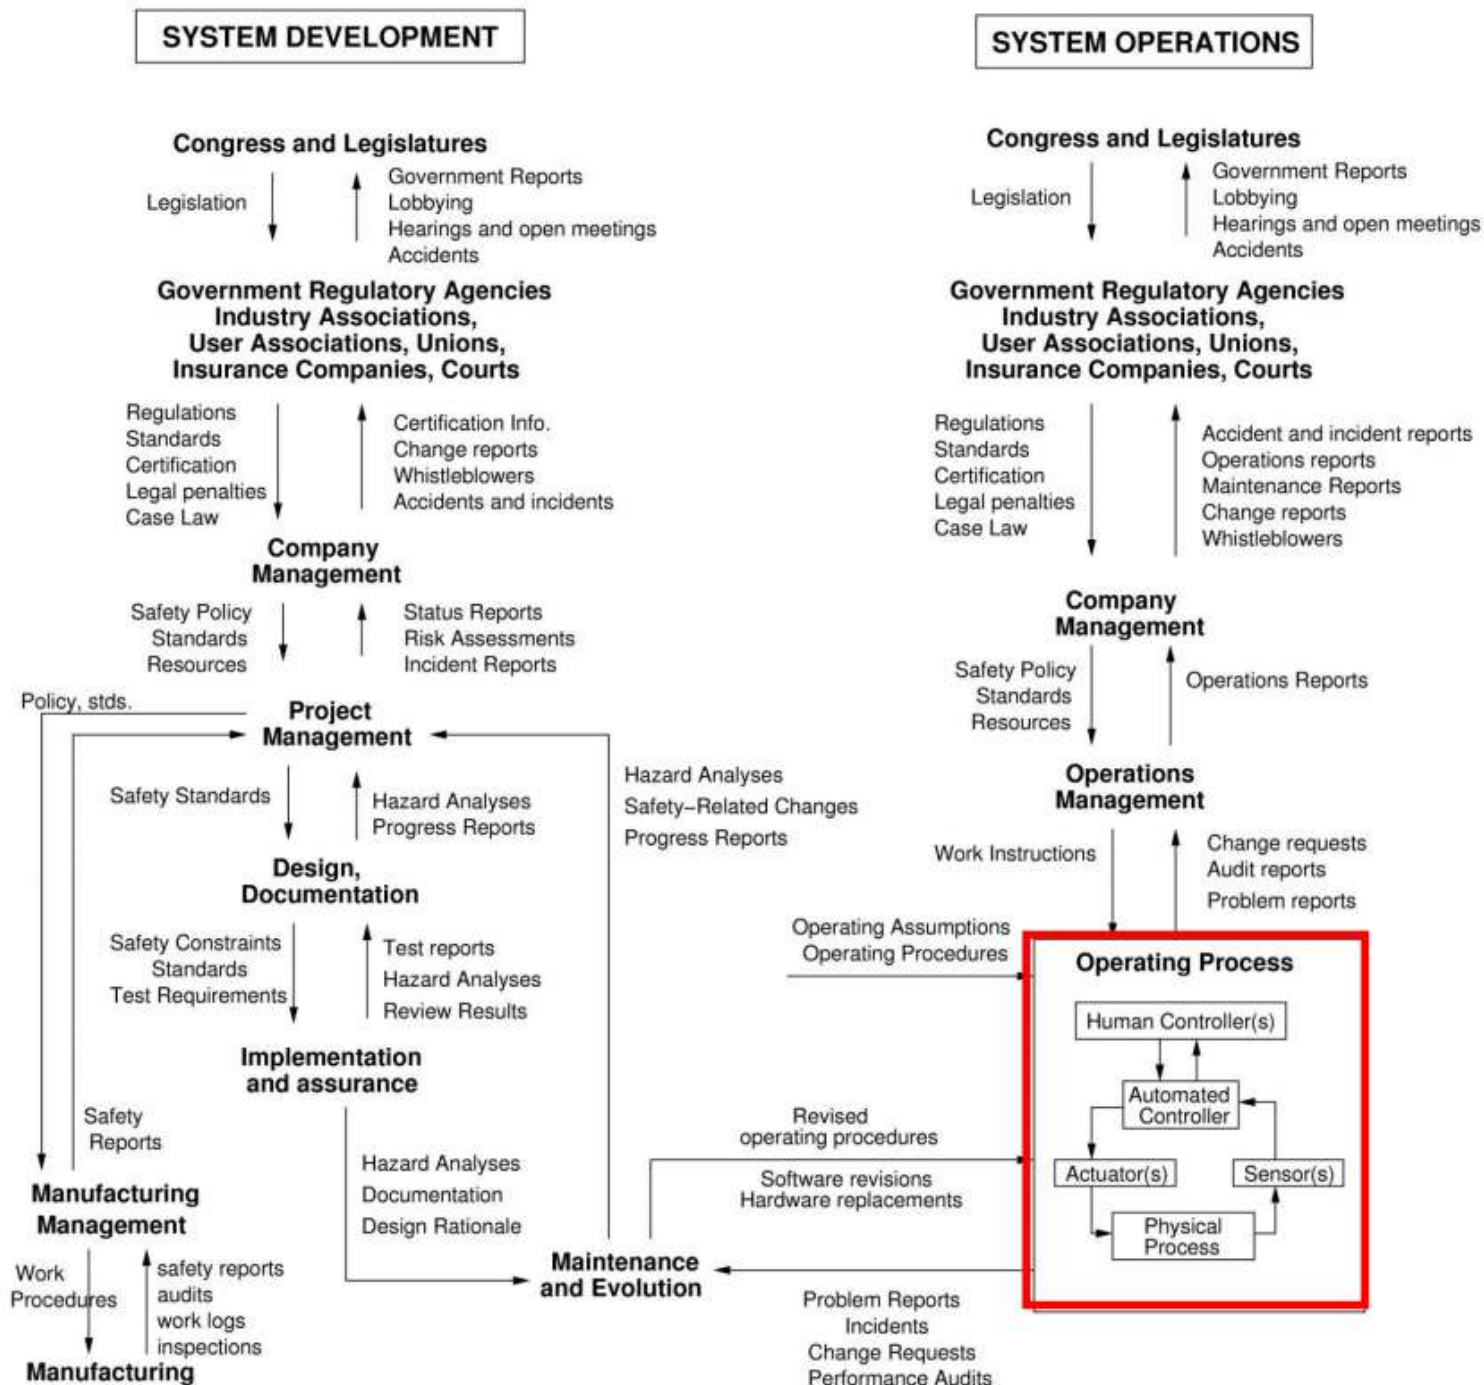 SYSTEM DEVELOPMENT
Congress and Legislatures
Legislation
Government Reports
Lobbying
Hearings and open meetings
Accidents
Government Regulatory Agencies
Industry Associations,
User Associations, Unions,
Insurance Companies, Courts
Regulations
Standards
Certification
Legal penalties
Case Law
Certification Info.
Change reports
Whistleblowers
Accidents and incidents
Company
Management
Safety Policy
Standards
Resources
Status Reports
Risk Assessments
Incident Reports
Policy, stds.
Project
Management
Safety Standards
Hazard Analyses
Progress Reports
Hazard Analyses
Safety-Related Changes
Progress Reports
Design,
Documentation
Safety Constraints
Standards
Test Requirements
Test reports
Hazard Analyses
Review Results
Implementation
and assurance
Safety
Reports
Hazard Analyses
Documentation
Design Rationale
Manufacturing
Management
Work
Procedures
safety reports
audits
work logs
inspections
Manufacturing
Maintenance
and Evolution
SYSTEM OPERATIONS
Congress and Legislatures
Legislation
Government Reports
Lobbying
Hearings and open meetings
Accidents
Government Regulatory Agencies
Industry Associations,
User Associations, Unions,
Insurance Companies, Courts
Regulations
Standards
Certification
Legal penalties
Case Law
Accident and incident reports
Operations reports
Maintenance Reports
Change reports
Whistleblowers
Company
Management
Safety Policy
Standards
Resources
Operations Reports
Operations
Management
Work Instructions
Change requests
Audit reports
Problem reports
Operating Assumptions
Operating Procedures
Operating Process
Human Controller(s)
Automated
Controller
Actuator(s)
Sensor(s)
Physical
Process
Revised
operating procedures
Software revisions
Hardware replacements
Problem Reports
Incidents
Change Requests
Performance Audits